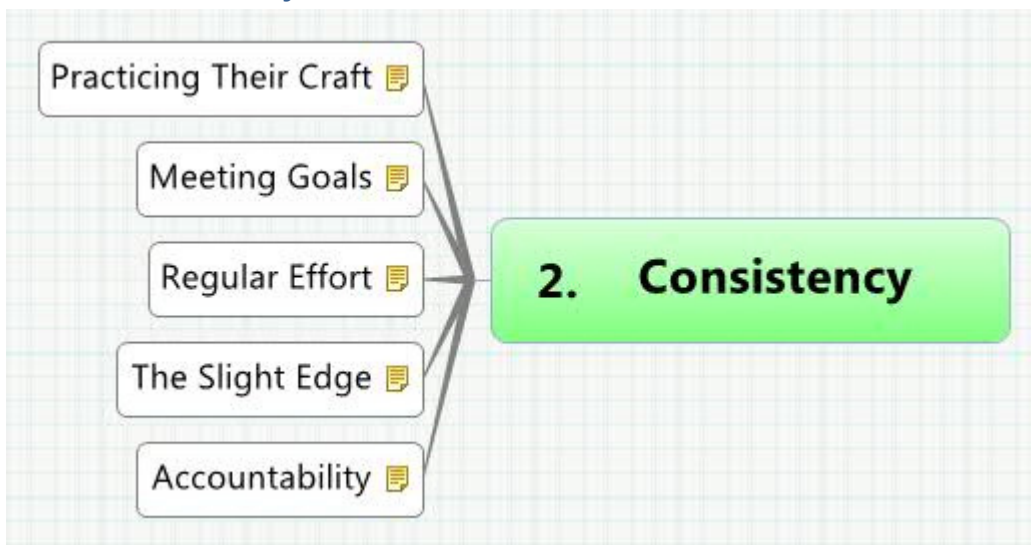 Practicing Their Craft
Meeting Goals
Regular Effort
The Slight Edge
Accountability
2. Consistency